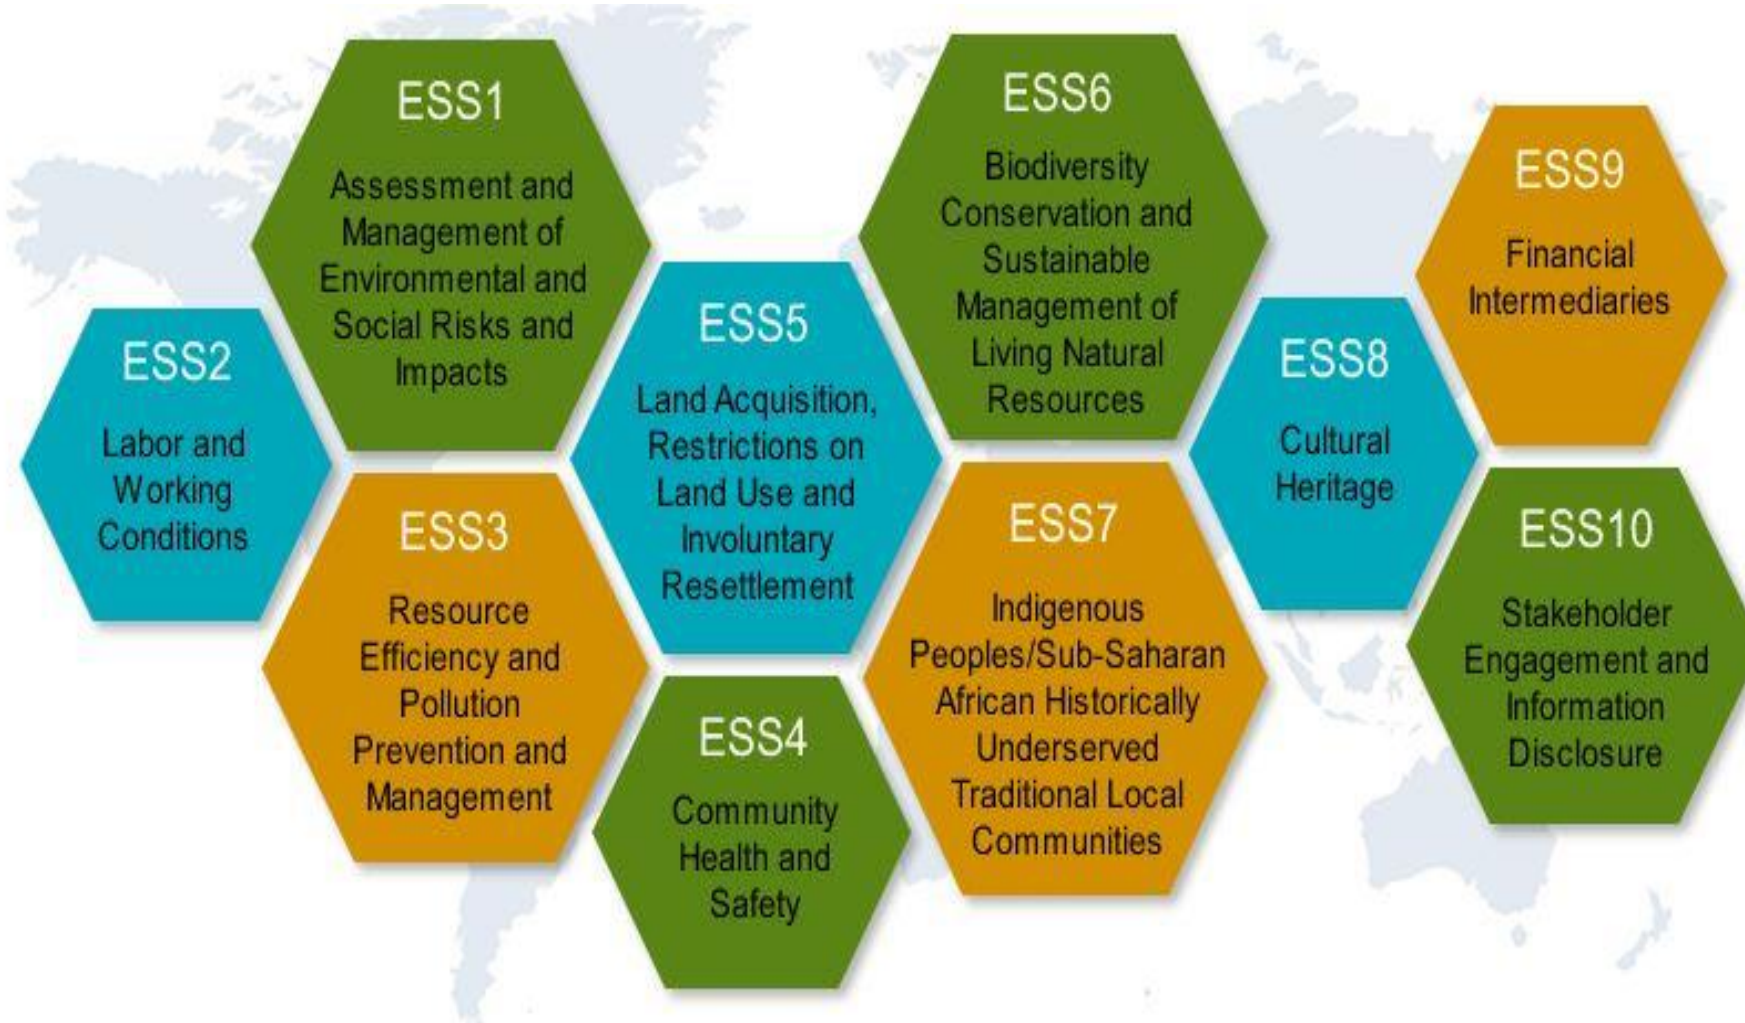 ESS1
Assessment and
Management of
Environmental and
Social Risks and
Impacts
ESS2
Labor and
Working
Conditions
ESS3
Resource
Efficiency and
Pollution
Prevention and
Management
ESS4
Community
Health and
Safety
ESS5
Land Acquisition,
Restrictions on
Land Use and
Involuntary
Resettlement
ESS6
Biodiversity
Conservation and
Sustainable
Management of
Living Natural
Resources
ESS7
Indigenous
Peoples/Sub-Saharan
African Historically
Underserved
Traditional Local
Communities
ESS8
Cultural
Heritage
ESS9
Financial
Intermediaries
ESS10
Stakeholder
Engagement and
Information
Disclosure